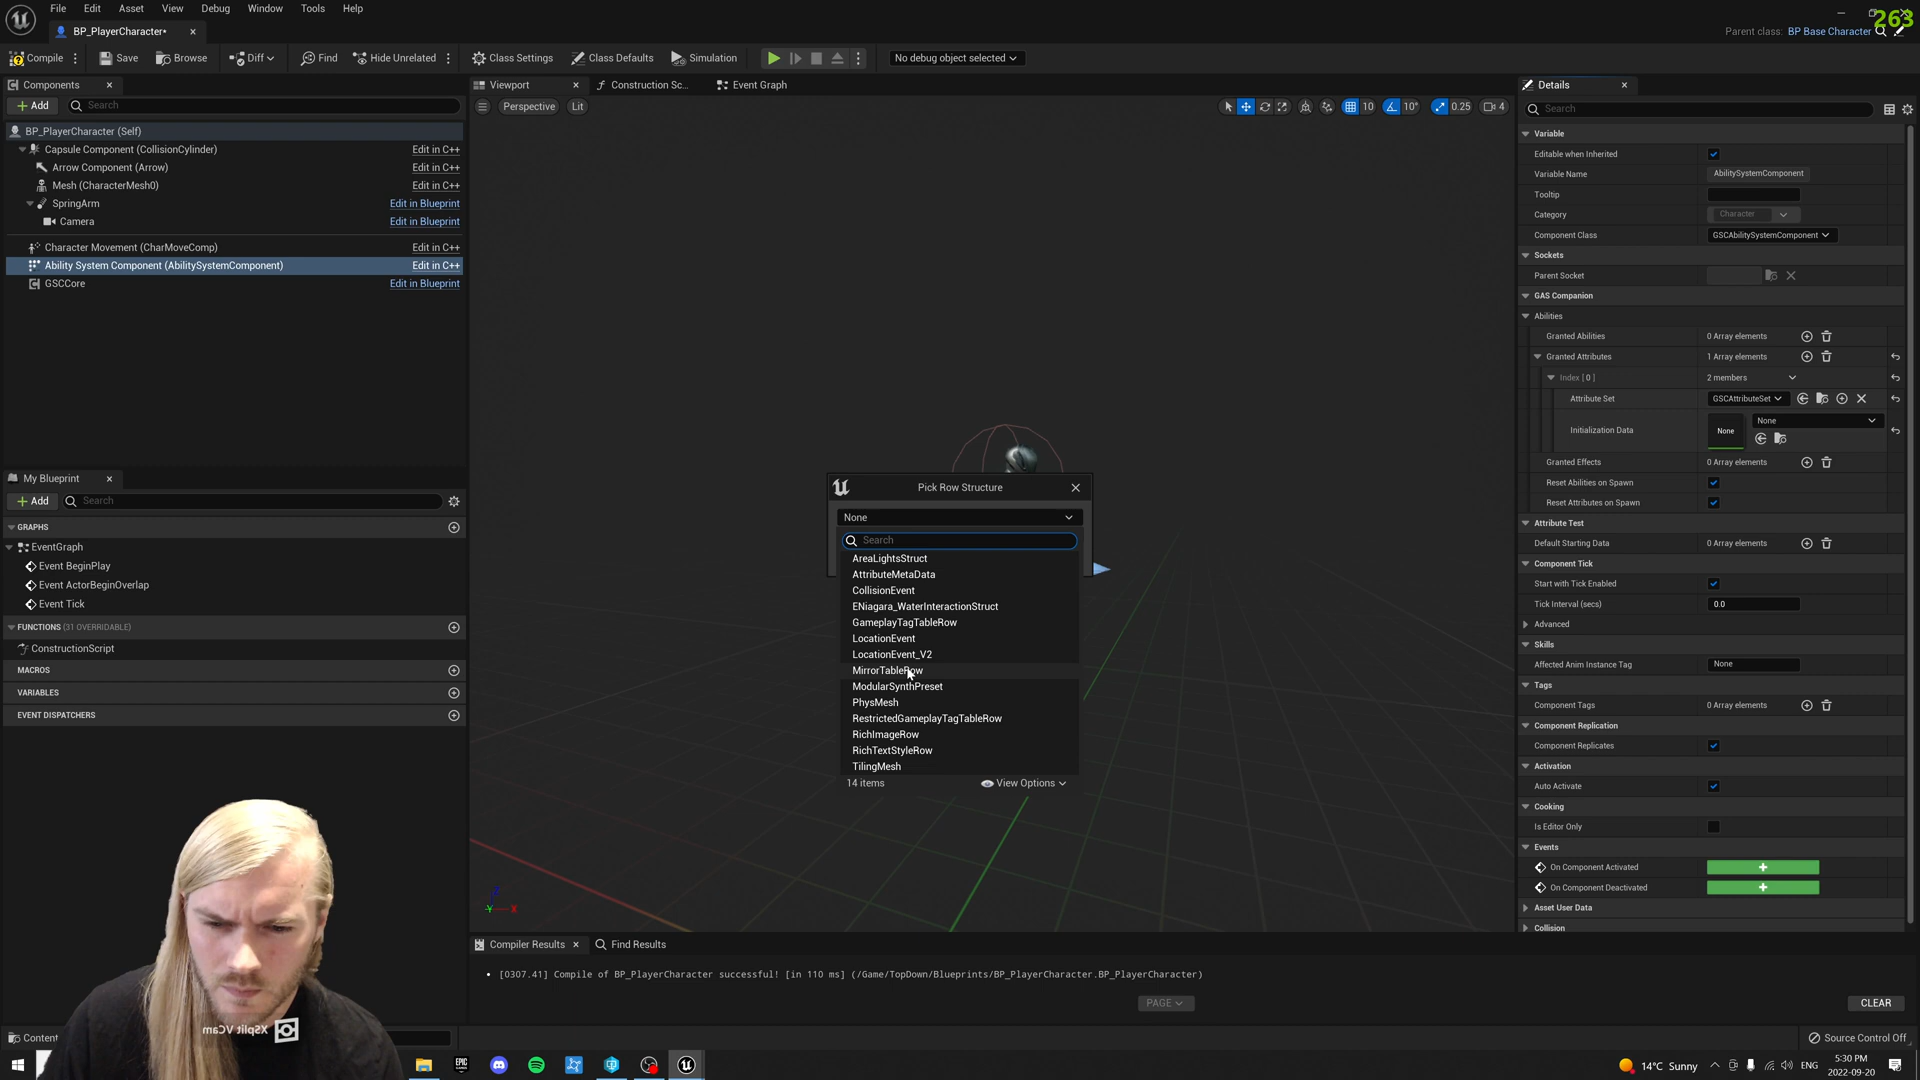 File Edit Asset View Debug Window Tools Help
263
BP_PlayerCharacter*
Parent class: BP Base Character
Compile Save Browse Diff Find Hide Unrelated Class Settings Class Defaults Simulation No debug object selected
Components
Viewport Construction Sc... Event Graph
Details
Add Search
Perspective Lit 10 10° 0.25 4
Search
BP_PlayerCharacter (Self)
Capsule Component (CollisionCylinder) Edit in C++
Arrow Component (Arrow) Edit in C++
Mesh (CharacterMesh0) Edit in C++
SpringArm Edit in Blueprint
Camera Edit in Blueprint
Character Movement (CharMoveComp) Edit in C++
Ability System Component (AbilitySystemComponent) Edit in C++
GSCCore Edit in Blueprint
Variable
Editable when Inherited
Variable Name AbilitySystemComponent
Tooltip
Category Character
Component Class GSCAbilitySystemComponent
Sockets
Parent Socket
GAS Companion
Abilities
Granted Abilities 0 Array elements
Granted Attributes 1 Array elements
Index [ 0 ] 2 members
Attribute Set GSCAttributeSet
Initialization Data None None
Granted Effects 0 Array elements
Reset Abilities on Spawn
Reset Attributes on Spawn
Attribute Test
Default Starting Data 0 Array elements
Component Tick
Start with Tick Enabled
Tick Interval (secs) 0.0
Advanced
Skills
Affected Anim Instance Tag None
Tags
Component Tags 0 Array elements
Component Replication
Component Replicates
Activation
Auto Activate
Cooking
Is Editor Only
Events
On Component Activated
On Component Deactivated
Asset User Data
Collision
Pick Row Structure
None
Search
AreaLightsStruct
AttributeMetaData
CollisionEvent
ENiagara_WaterInteractionStruct
GameplayTagTableRow
LocationEvent
LocationEvent_V2
MirrorTableRow
ModularSynthPreset
PhysMesh
RestrictedGameplayTagTableRow
RichImageRow
RichTextStyleRow
TilingMesh
14 items View Options
My Blueprint
Add Search
GRAPHS
EventGraph
Event BeginPlay
Event ActorBeginOverlap
Event Tick
FUNCTIONS (31 OVERRIDABLE)
ConstructionScript
MACROS
VARIABLES
EVENT DISPATCHERS
Z
Y X
Compiler Results Find Results
[0307.41] Compile of BP_PlayerCharacter successful! [in 110 ms] (/Game/TopDown/Blueprints/BP_PlayerCharacter.BP_PlayerCharacter)
PAGE CLEAR
XSplit VCam
Content
Source Control Off
EPIC GAMES
14°C Sunny ENG 5:30 PM
2022-09-20